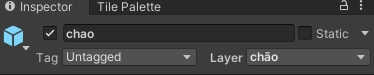 Inspector Tile Palette
chao Static
Tag Untagged Layer chão